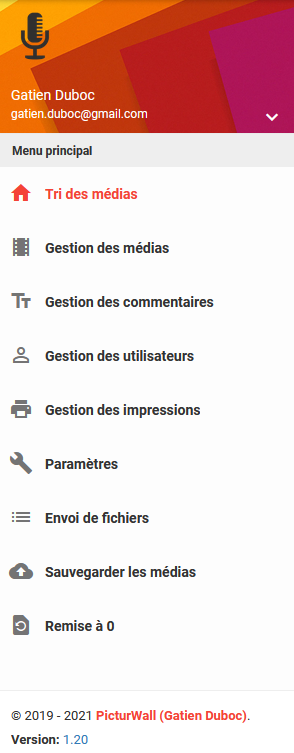 Gatien Duboc
gatien.duboc@gmail.com
Menu principal
Tri des médias
Gestion des médias
Gestion des commentaires
Gestion des utilisateurs
Gestion des impressions
Paramètres
Envoi de fichiers
Sauvegarder les médias
Remise à 0
© 2019 - 2021 PicturWall (Gatien Duboc).
Version: 1.20